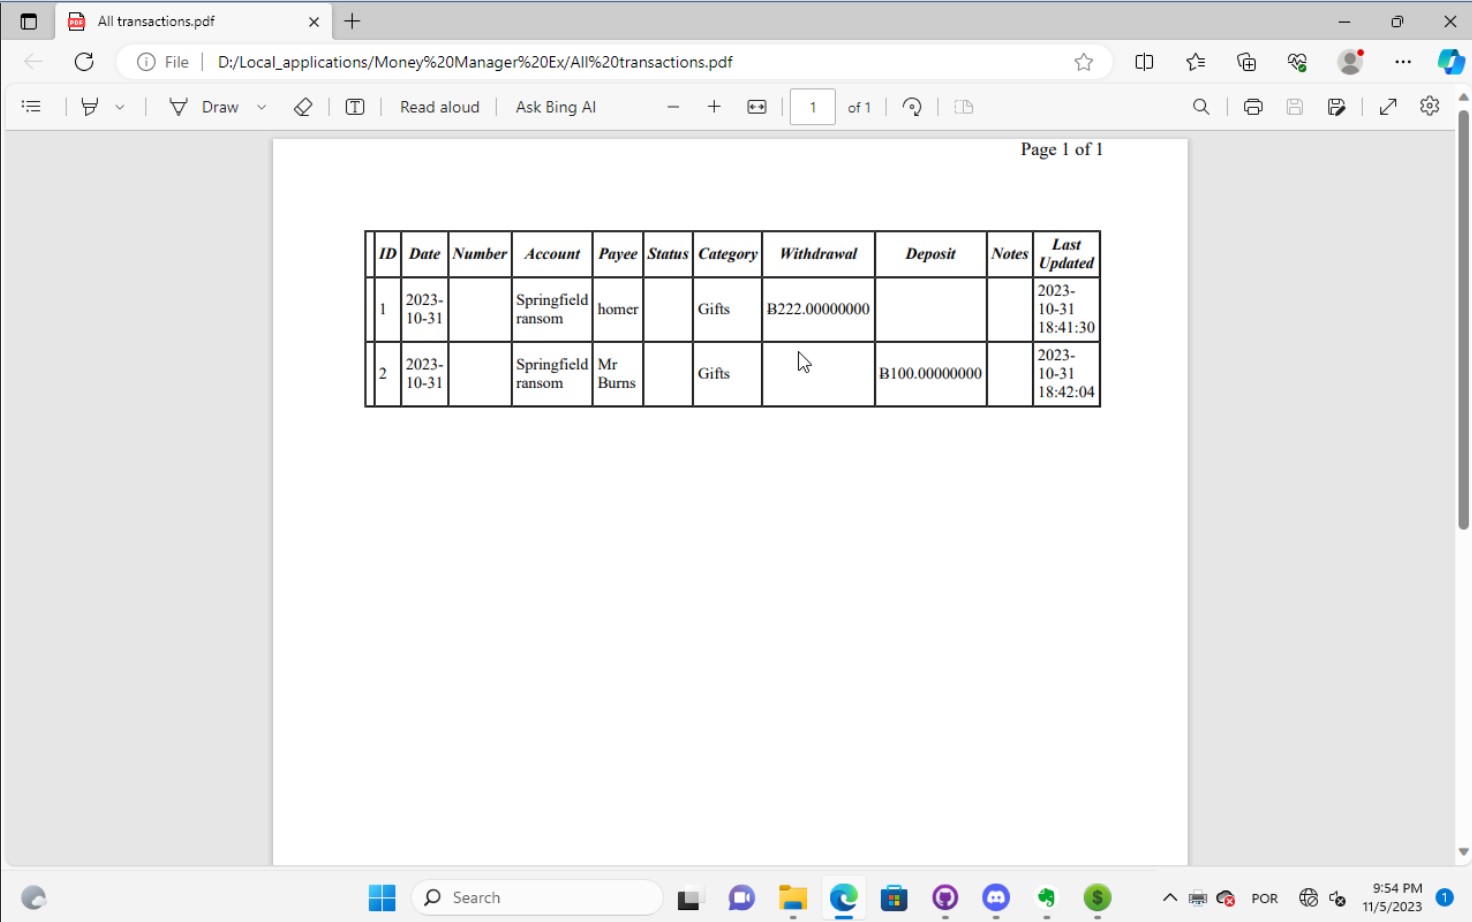 All transactions.pdf
File D:/Local_applications/Money%20Manager%20Ex/All%20transactions.pdf
Draw Read aloud Ask Bing AI 1 of 1
Page 1 of 1
ID Date Number Account Payee Status Category Withdrawal Deposit Notes Last Updated
1 2023-10-31 Springfield ransom homer Gifts Ƀ222.00000000 2023-10-31 18:41:30
2 2023-10-31 Springfield ransom Mr Burns Gifts Ƀ100.00000000 2023-10-31 18:42:04
Search POR 9:54 PM
11/5/2023 1